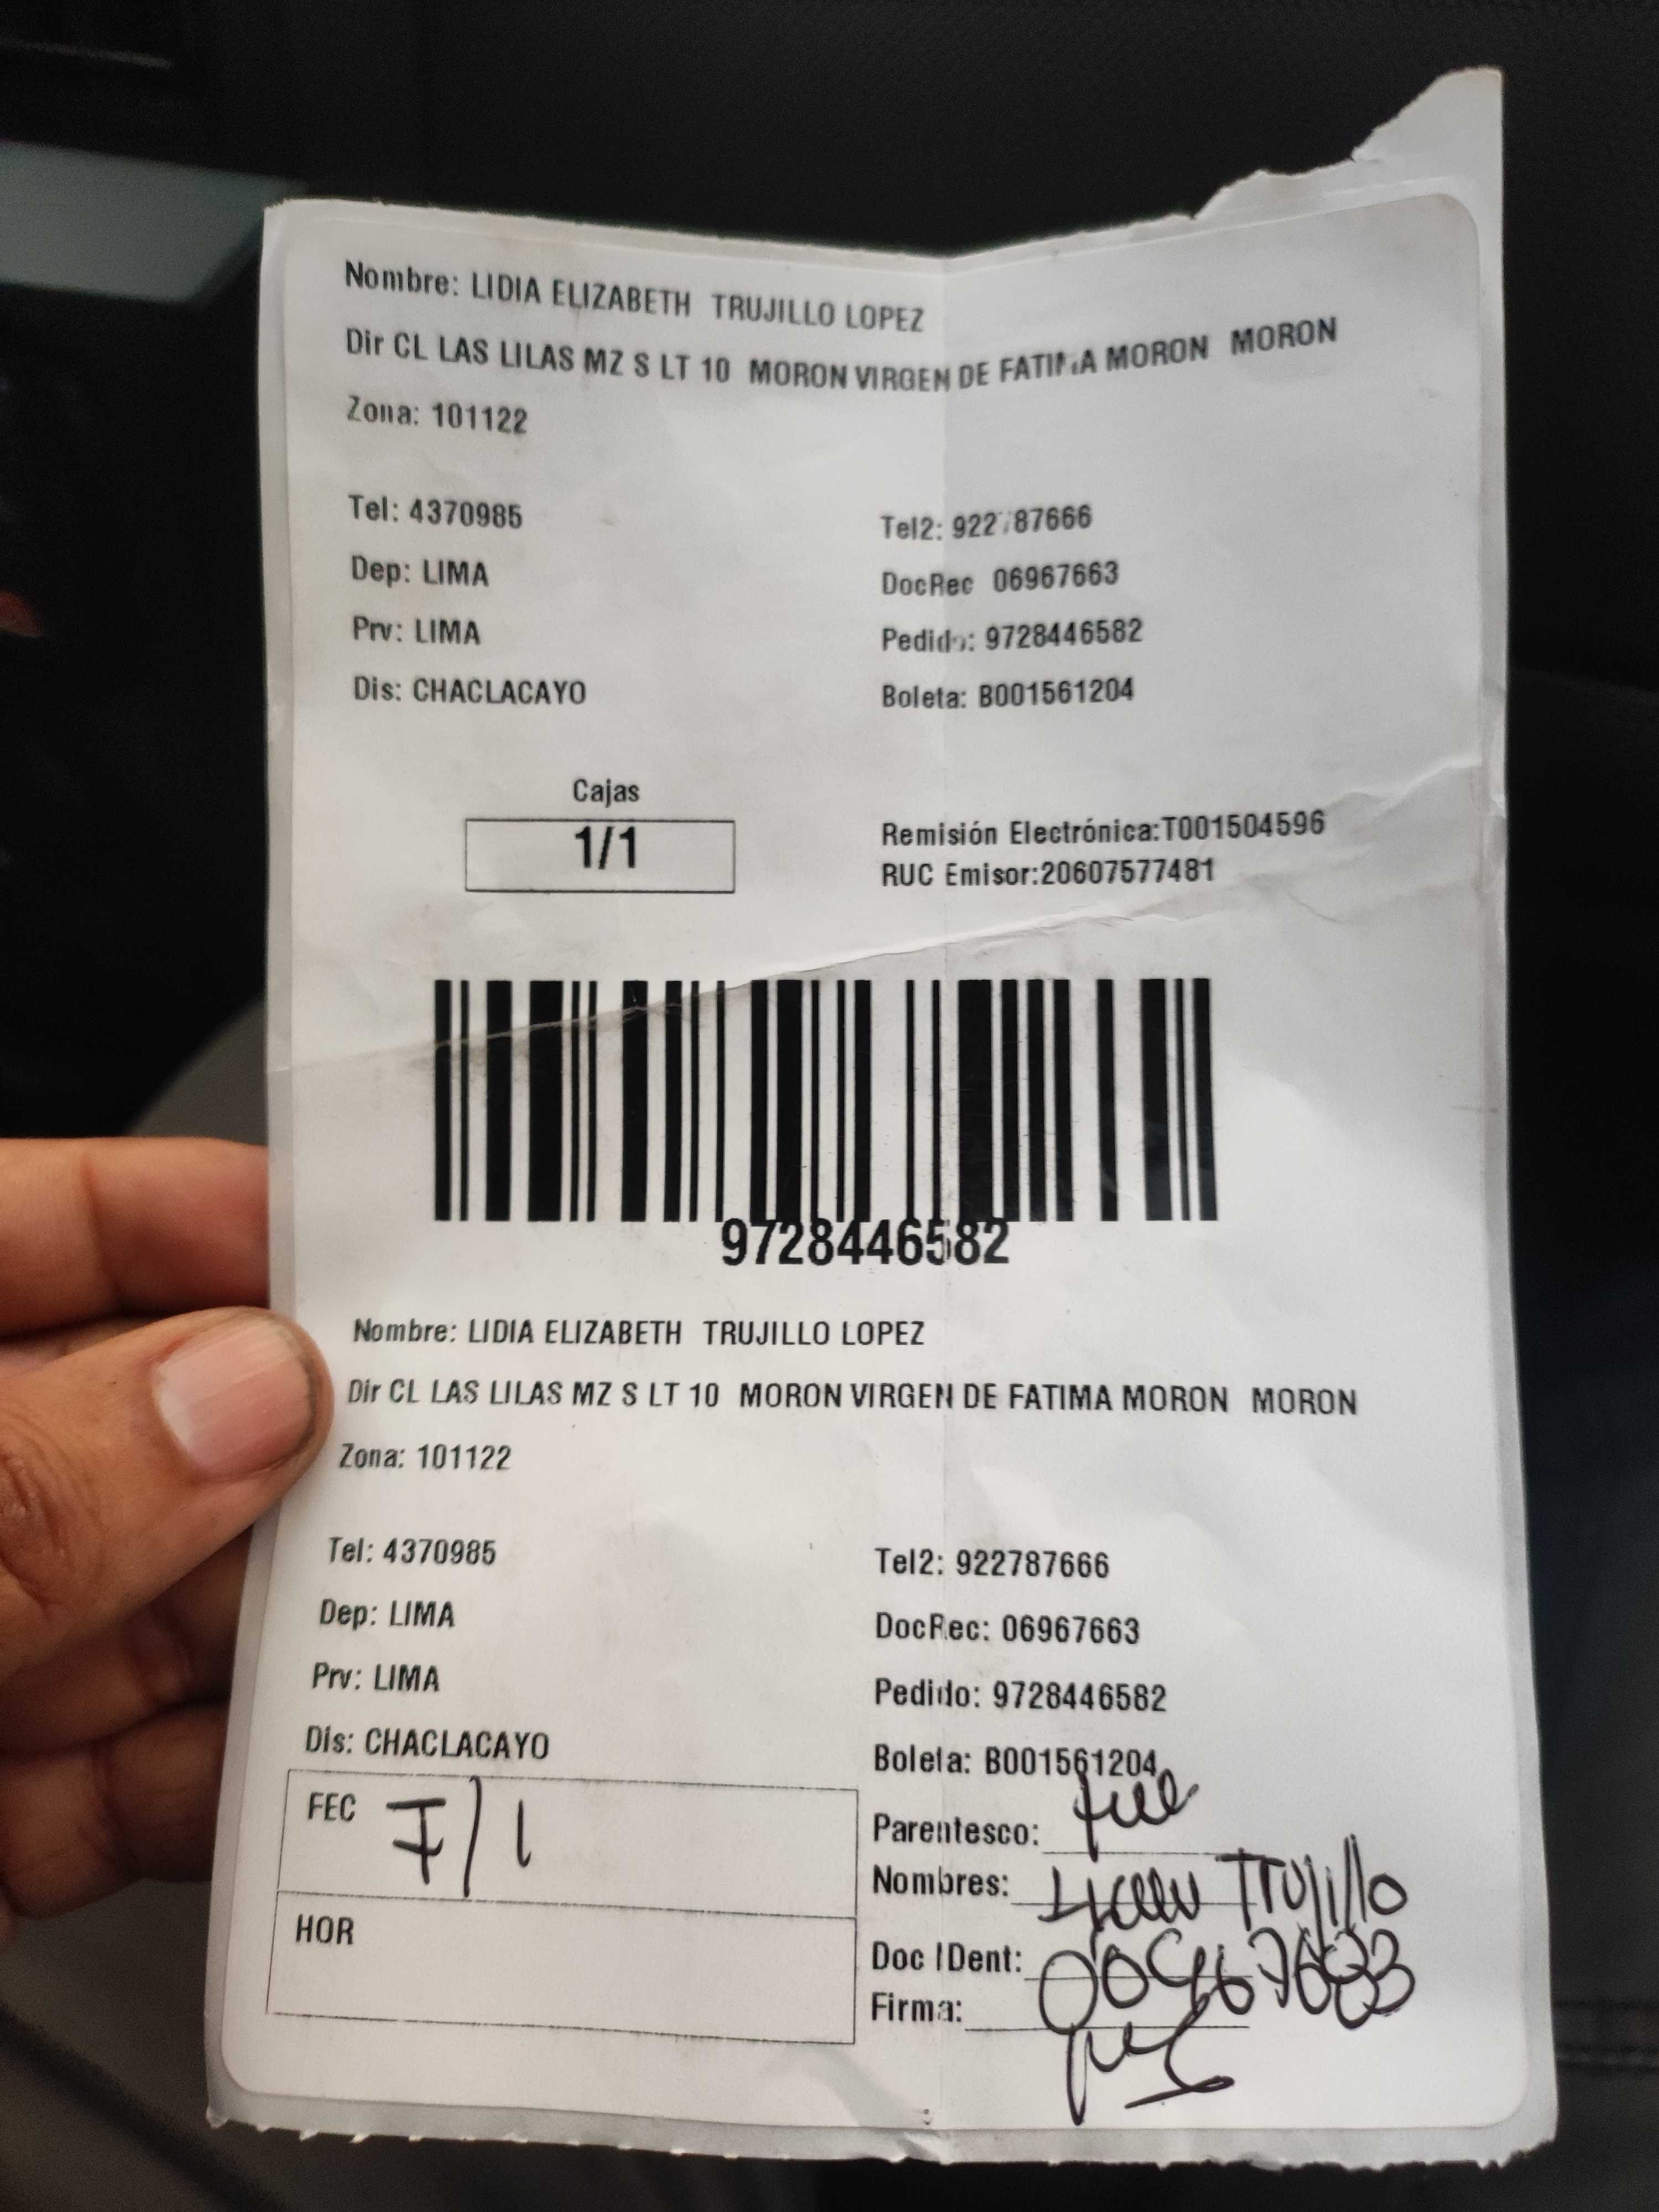 Nombre: LIDIA ELIZABETH TRUJILLO LOPEZ
Dir CL LAS LILAS MZ S LT 10 MORON VIRGEN DE FATIMA MORON MORON
Zona: 101122
Tel: 4370985
Tel2: 922787666
Dep: LIMA
DocRec 06967663
Prv: LIMA
Pedido: 9728446582
Dis: CHACLACAYO
Boleta: B001561204
Cajas
1/1
Remisión Electrónica:T001504596
RUC Emisor:20607577481
9728446582
Nombre: LIDIA ELIZABETH TRUJILLO LOPEZ
Dir CL LAS LILAS MZ S LT 10 MORON VIRGEN DE FATIMA MORON MORON
Zona: 101122
Tel: 4370985
Tel2: 922787666
Dep: LIMA
DocRec: 06967663
Prv: LIMA
Pedido: 9728446582
Dis: CHACLACAYO
Boleta: B001561204
FEC 7/1
Parentesco:
Nombres: Trujillo
HOR
Doc IDent:
Firma: